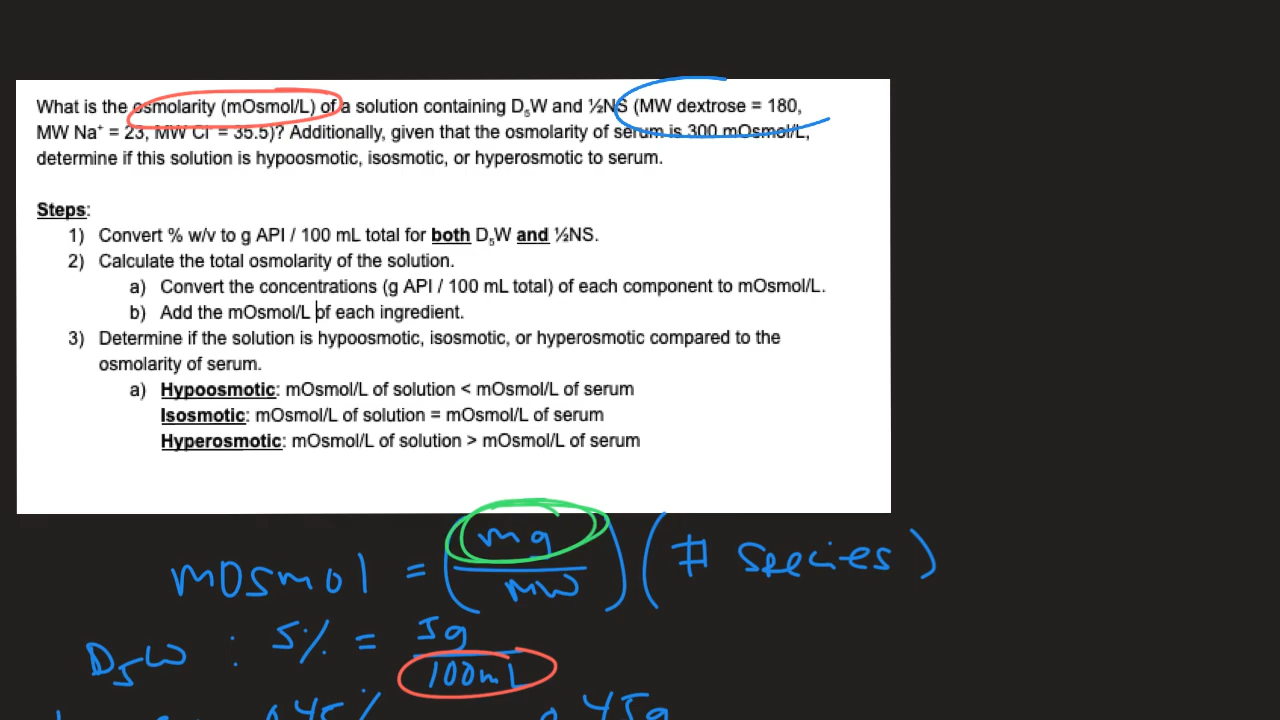 What is the osmolarity (mOsmol/L) of a solution containing D₅W and ½NS (MW dextrose = 180,
MW Na⁺ = 23, MW Cl⁻ = 35.5)? Additionally, given that the osmolarity of serum is 300 mOsmol/L,
determine if this solution is hypoosmotic, isosmotic, or hyperosmotic to serum.
Steps:
1) Convert % w/v to g API / 100 mL total for both D₅W and ½NS.
2) Calculate the total osmolarity of the solution.
a) Convert the concentrations (g API / 100 mL total) of each component to mOsmol/L.
b) Add the mOsmol/L of each ingredient.
3) Determine if the solution is hypoosmotic, isosmotic, or hyperosmotic compared to the
osmolarity of serum.
a) Hypoosmotic: mOsmol/L of solution < mOsmol/L of serum
Isosmotic: mOsmol/L of solution = mOsmol/L of serum
Hyperosmotic: mOsmol/L of solution > mOsmol/L of serum
mOsmol = (mg / MW) (# species)
D₅W : 5% = 5g / 100mL
.45% .45g